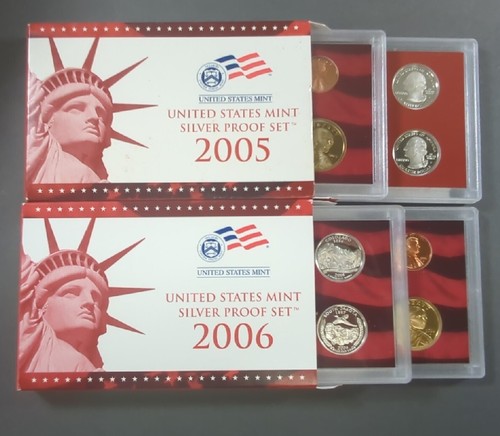 UNITED STATES MINT
UNITED STATES MINT
SILVER PROOF SET™
2005
UNITED STATES MINT
UNITED STATES MINT
SILVER PROOF SET™
2006